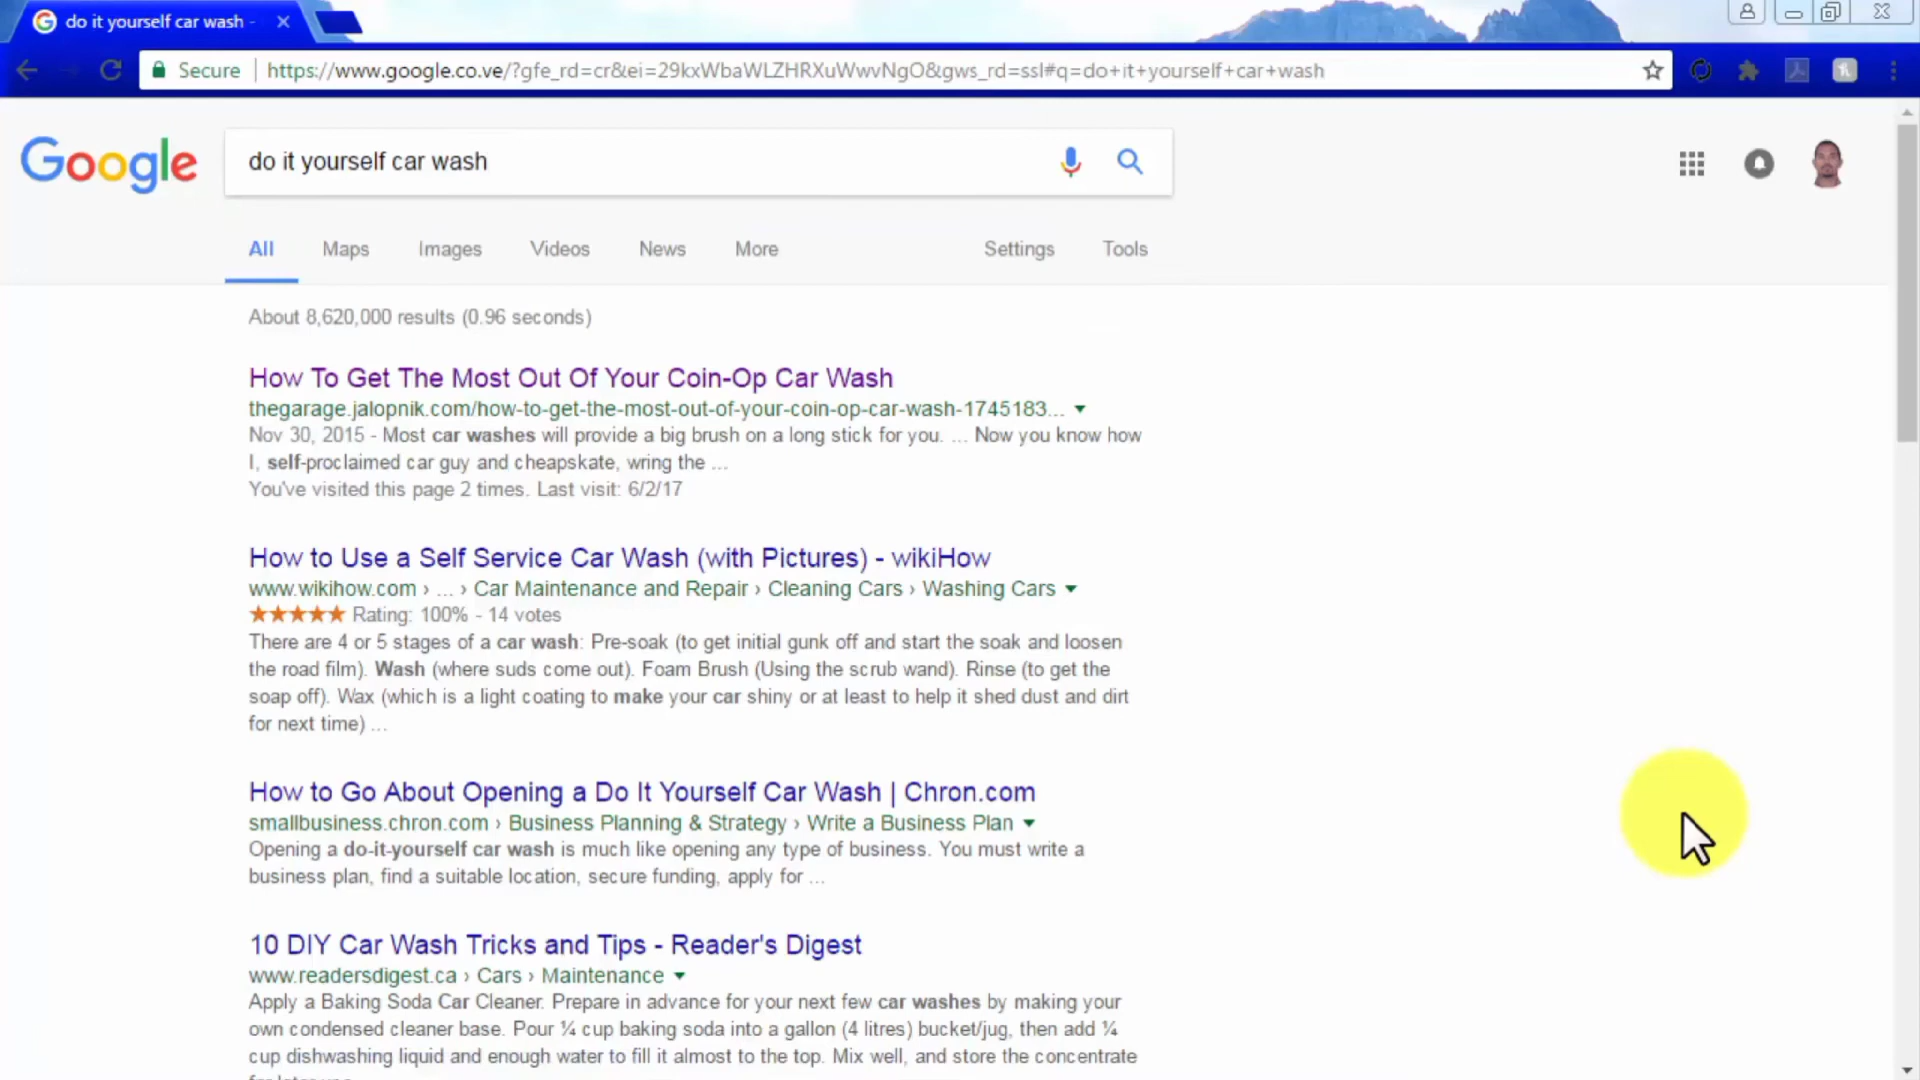 do it yourself car wash -
Secure
https://www.google.co.ve/?gfe_rd=cr&ei=29kxWbaWLZHRXuWwvNgO&gws_rd=ssl#q=do+it+yourself+car+wash
Google
do it yourself car wash
All
Maps
Images
Videos
News
More
Settings
Tools
About 8,620,000 results (0.96 seconds)
How To Get The Most Out Of Your Coin-Op Car Wash
thegarage.jalopnik.com/how-to-get-the-most-out-of-your-coin-op-car-wash-1745183...
Nov 30, 2015 - Most car washes will provide a big brush on a long stick for you. ... Now you know how
I, self-proclaimed car guy and cheapskate, wring the ...
You've visited this page 2 times. Last visit: 6/2/17
How to Use a Self Service Car Wash (with Pictures) - wikiHow
www.wikihow.com › ... › Car Maintenance and Repair › Cleaning Cars › Washing Cars
★★★★★ Rating: 100% - 14 votes
There are 4 or 5 stages of a car wash: Pre-soak (to get initial gunk off and start the soak and loosen
the road film). Wash (where suds come out). Foam Brush (Using the scrub wand). Rinse (to get the
soap off). Wax (which is a light coating to make your car shiny or at least to help it shed dust and dirt
for next time) ...
How to Go About Opening a Do It Yourself Car Wash | Chron.com
smallbusiness.chron.com › Business Planning & Strategy › Write a Business Plan
Opening a do-it-yourself car wash is much like opening any type of business. You must write a
business plan, find a suitable location, secure funding, apply for ...
10 DIY Car Wash Tricks and Tips - Reader's Digest
www.readersdigest.ca › Cars › Maintenance
Apply a Baking Soda Car Cleaner. Prepare in advance for your next few car washes by making your
own condensed cleaner base. Pour ¼ cup baking soda into a gallon (4 litres) bucket/jug, then add ¼
cup dishwashing liquid and enough water to fill it almost to the top. Mix well, and store the concentrate